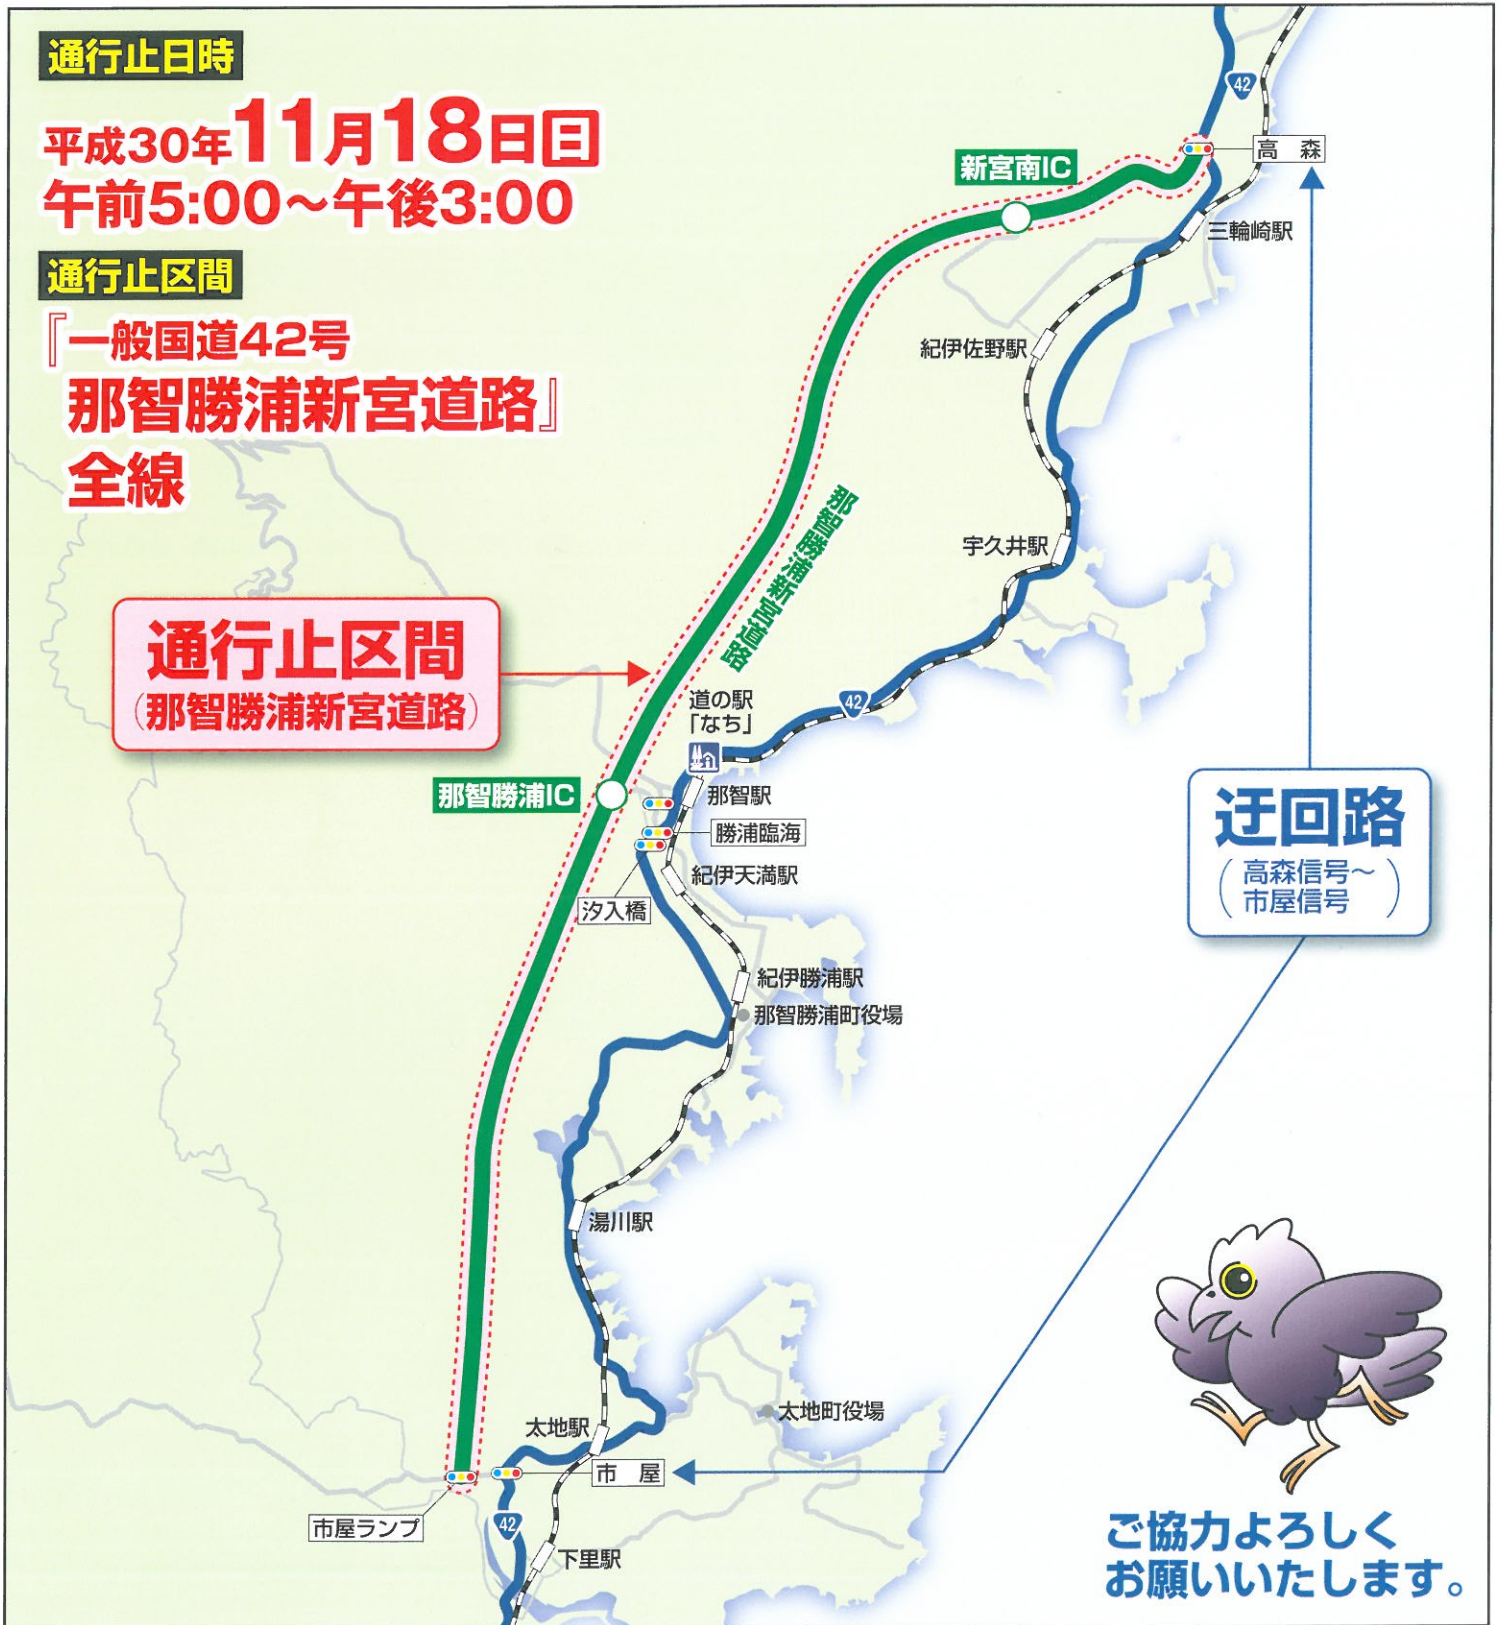 通行止日時
平成30年11月18日日
午前5:00～午後3:00
通行止区間
『一般国道42号
那智勝浦新宮道路』
全線
42
高　森
新宮南IC
三輪崎駅
紀伊佐野駅
那智勝浦新宮道路
宇久井駅
通行止区間
(那智勝浦新宮道路)
道の駅
「なち」
42
那智勝浦IC
那智駅
勝浦臨海
紀伊天満駅
汐入橋
迂回路
(高森信号～
市屋信号)
紀伊勝浦駅
那智勝浦町役場
湯川駅
太地町役場
太地駅
市　屋
市屋ランプ
42
下里駅
ご協力よろしく
お願いいたします。